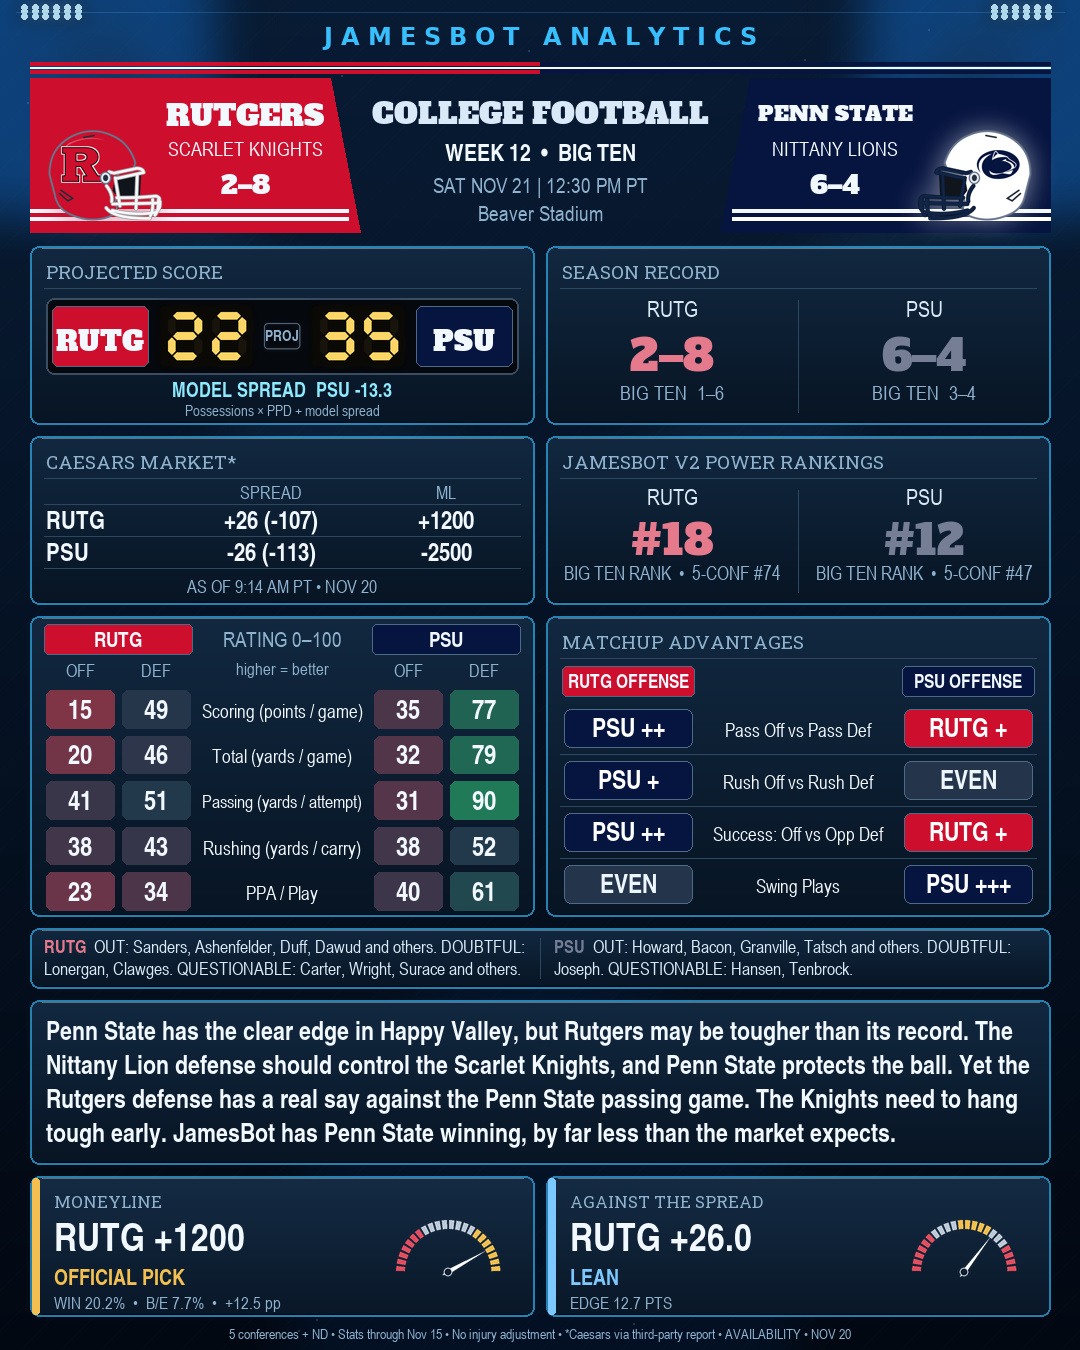 JAMESBOT ANALYTICS
RUTGERS
SCARLET KNIGHTS
2–8
R
COLLEGE FOOTBALL
WEEK 12 • BIG TEN
SAT NOV 21 | 12:30 PM PT
Beaver Stadium
PENN STATE
NITTANY LIONS
6–4
PROJECTED SCORE
RUTG 22 PROJ 35 PSU
MODEL SPREAD PSU -13.3
Possessions × PPD + model spread
SEASON RECORD
RUTG PSU
2–8 6–4
BIG TEN 1–6 BIG TEN 3–4
CAESARS MARKET*
SPREAD ML
RUTG +26 (-107) +1200
PSU -26 (-113) -2500
AS OF 9:14 AM PT • NOV 20
JAMESBOT V2 POWER RANKINGS
RUTG PSU
#18 #12
BIG TEN RANK • 5-CONF #74 BIG TEN RANK • 5-CONF #47
RUTG RATING 0–100 PSU
OFF DEF higher = better OFF DEF
15 49 Scoring (points / game) 35 77
20 46 Total (yards / game) 32 79
41 51 Passing (yards / attempt) 31 90
38 43 Rushing (yards / carry) 38 52
23 34 PPA / Play 40 61
MATCHUP ADVANTAGES
RUTG OFFENSE PSU OFFENSE
PSU ++ Pass Off vs Pass Def RUTG +
PSU + Rush Off vs Rush Def EVEN
PSU ++ Success: Off vs Opp Def RUTG +
EVEN Swing Plays PSU +++
RUTG OUT: Sanders, Ashenfelder, Duff, Dawud and others. DOUBTFUL:
Lonergan, Clawges. QUESTIONABLE: Carter, Wright, Surace and others.
PSU OUT: Howard, Bacon, Granville, Tatsch and others. DOUBTFUL:
Joseph. QUESTIONABLE: Hansen, Tenbrock.
Penn State has the clear edge in Happy Valley, but Rutgers may be tougher than its record. The
Nittany Lion defense should control the Scarlet Knights, and Penn State protects the ball. Yet the
Rutgers defense has a real say against the Penn State passing game. The Knights need to hang
tough early. JamesBot has Penn State winning, by far less than the market expects.
MONEYLINE
RUTG +1200
OFFICIAL PICK
WIN 20.2% • B/E 7.7% • +12.5 pp
AGAINST THE SPREAD
RUTG +26.0
LEAN
EDGE 12.7 PTS
5 conferences + ND • Stats through Nov 15 • No injury adjustment • *Caesars via third-party report • AVAILABILITY • NOV 20